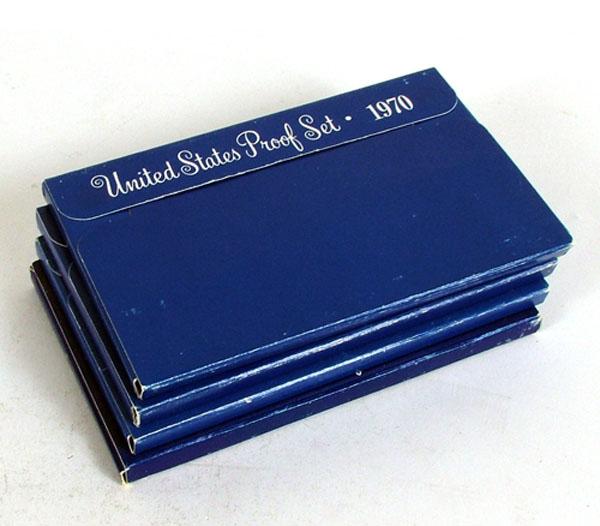 United States Proof Set • 1970